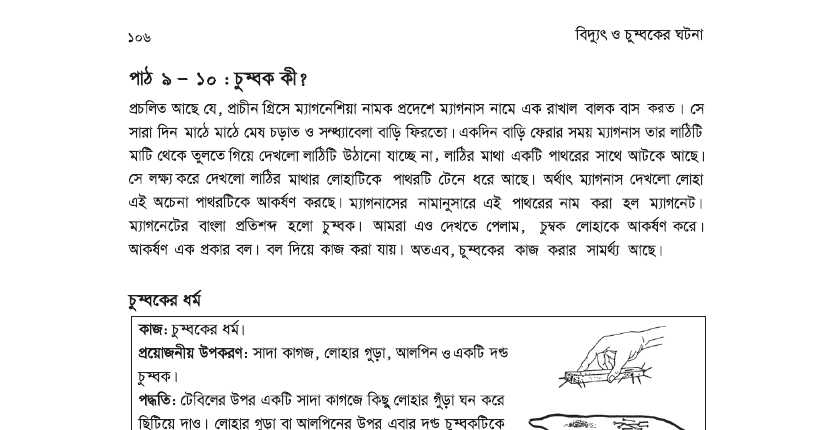 ১০৬
বিদ্যুৎ ও চুম্বকের ঘটনা
পাঠ ৯ – ১০ : চুম্বক কী?
প্রচলিত আছে যে, প্রাচীন গ্রিসে ম্যাগনেশিয়া নামক প্রদেশে ম্যাগনাস নামে এক রাখাল বালক বাস করত। সে
সারা দিন মাঠে মাঠে মেষ চড়াত ও সন্ধ্যাবেলা বাড়ি ফিরতো। একদিন বাড়ি ফেরার সময় ম্যাগনাস তার লাঠিটি
মাটি থেকে তুলতে গিয়ে দেখলো লাঠিটি উঠানো যাচ্ছে না, লাঠির মাথা একটি পাথরের সাথে আটকে আছে।
সে লক্ষ্য করে দেখলো লাঠির মাথার লোহাটিকে পাথরটি টেনে ধরে আছে। অর্থাৎ ম্যাগনাস দেখলো লোহা
এই অচেনা পাথরটিকে আকর্ষণ করছে। ম্যাগনাসের নামানুসারে এই পাথরের নাম করা হল ম্যাগনেট।
ম্যাগনেটের বাংলা প্রতিশব্দ হলো চুম্বক। আমরা এও দেখতে পেলাম, চুম্বক লোহাকে আকর্ষণ করে।
আকর্ষণ এক প্রকার বল। বল দিয়ে কাজ করা যায়। অতএব, চুম্বকের কাজ করার সামর্থ্য আছে।
চুম্বকের ধর্ম
কাজ: চুম্বকের ধর্ম।
প্রয়োজনীয় উপকরণ: সাদা কাগজ, লোহার গুড়া, আলপিন ও একটি দন্ড
চুম্বক।
পদ্ধতি: টেবিলের উপর একটি সাদা কাগজে কিছু লোহার গুঁড়া ঘন করে
ছিটিয়ে দাও। লোহার গুড়া বা আলপিনের উপর এবার দন্ড চুম্বকটিকে